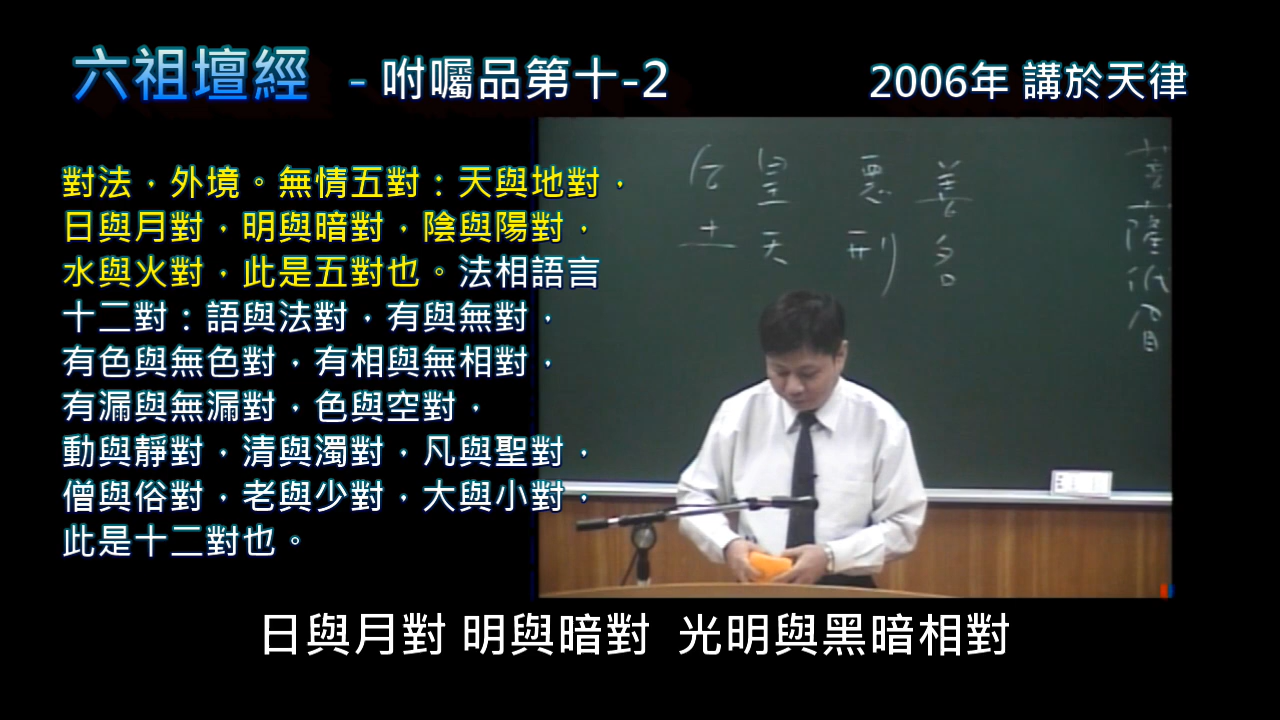 六祖壇經 - 咐囑品第十-2
2006年 講於天律
對法，外境。無情五對：天與地對，
日與月對，明與暗對，陰與陽對，
水與火對，此是五對也。法相語言
十二對：語與法對，有與無對，
有色與無色對，有相與無相對，
有漏與無漏對，色與空對，
動與靜對，清與濁對，凡與聖對，
僧與俗對，老與少對，大與小對，
此是十二對也。
善 名
惡 刑
天
土
日與月對 明與暗對 光明與黑暗相對